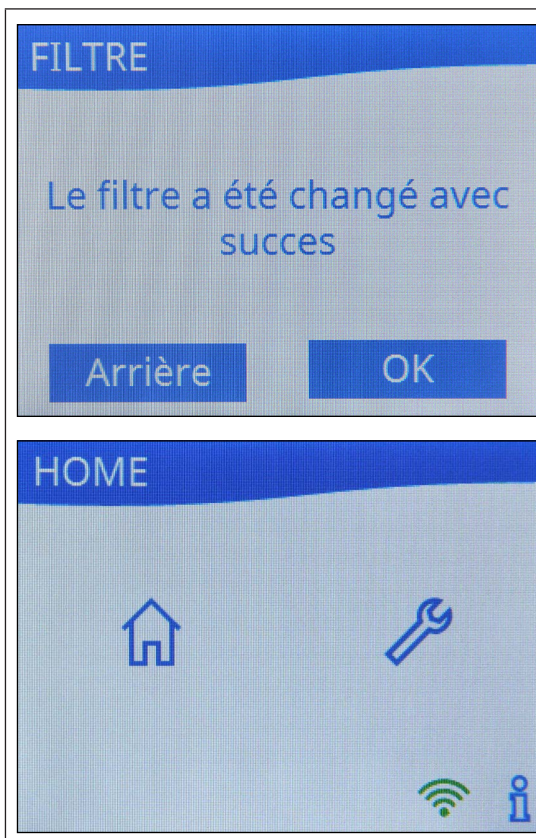 FILTRE
Le filtre a été changé avec
succes
Arrière
OK
HOME